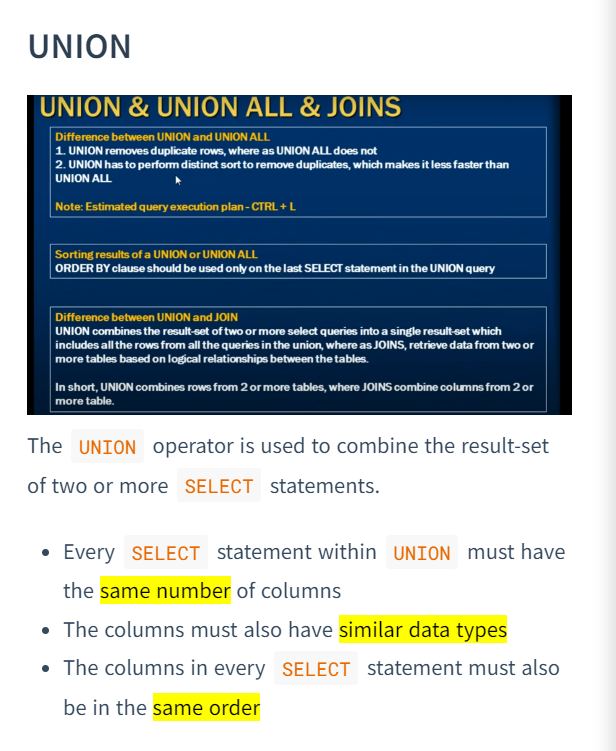 UNION
UNION & UNION ALL & JOINS
Difference between UNION and UNION ALL
1. UNION removes duplicate rows, where as UNION ALL does not
2. UNION has to perform distinct sort to remove duplicates, which makes it less faster than
UNION ALL
Note: Estimated query execution plan - CTRL + L
Sorting results of a UNION or UNION ALL
ORDER BY clause should be used only on the last SELECT statement in the UNION query
Difference between UNION and JOIN
UNION combines the result-set of two or more select queries into a single result-set which
includes all the rows from all the queries in the union, where as JOINS, retrieve data from two or
more tables based on logical relationships between the tables.
In short, UNION combines rows from 2 or more tables, where JOINS combine columns from 2 or
more table.
The UNION operator is used to combine the result-set
of two or more SELECT statements.
• Every SELECT statement within UNION must have
the same number of columns
• The columns must also have similar data types
• The columns in every SELECT statement must also
be in the same order